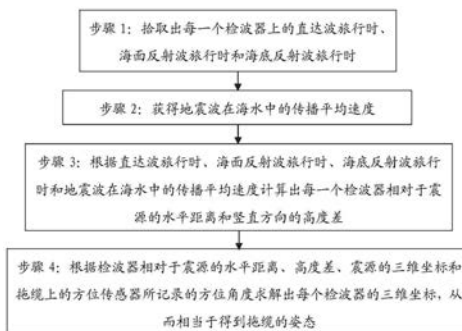 步骤 1：拾取出每一个检波器上的直达波旅行时、
海面反射波旅行时和海底反射波旅行时
步骤 2：获得地震波在海水中的传播平均速度
步骤 3：根据直达波旅行时、海面反射波旅行时、海底反射波旅行
时和地震波在海水中的传播平均速度计算出每一个检波器相对于震
源的水平距离和竖直方向的高度差
步骤 4：根据检波器相对于震源的水平距离、高度差、震源的三维坐标和
拖缆上的方位传感器所记录的方位角度求解出每个检波器的三维坐标，从
而相当于得到拖缆的姿态